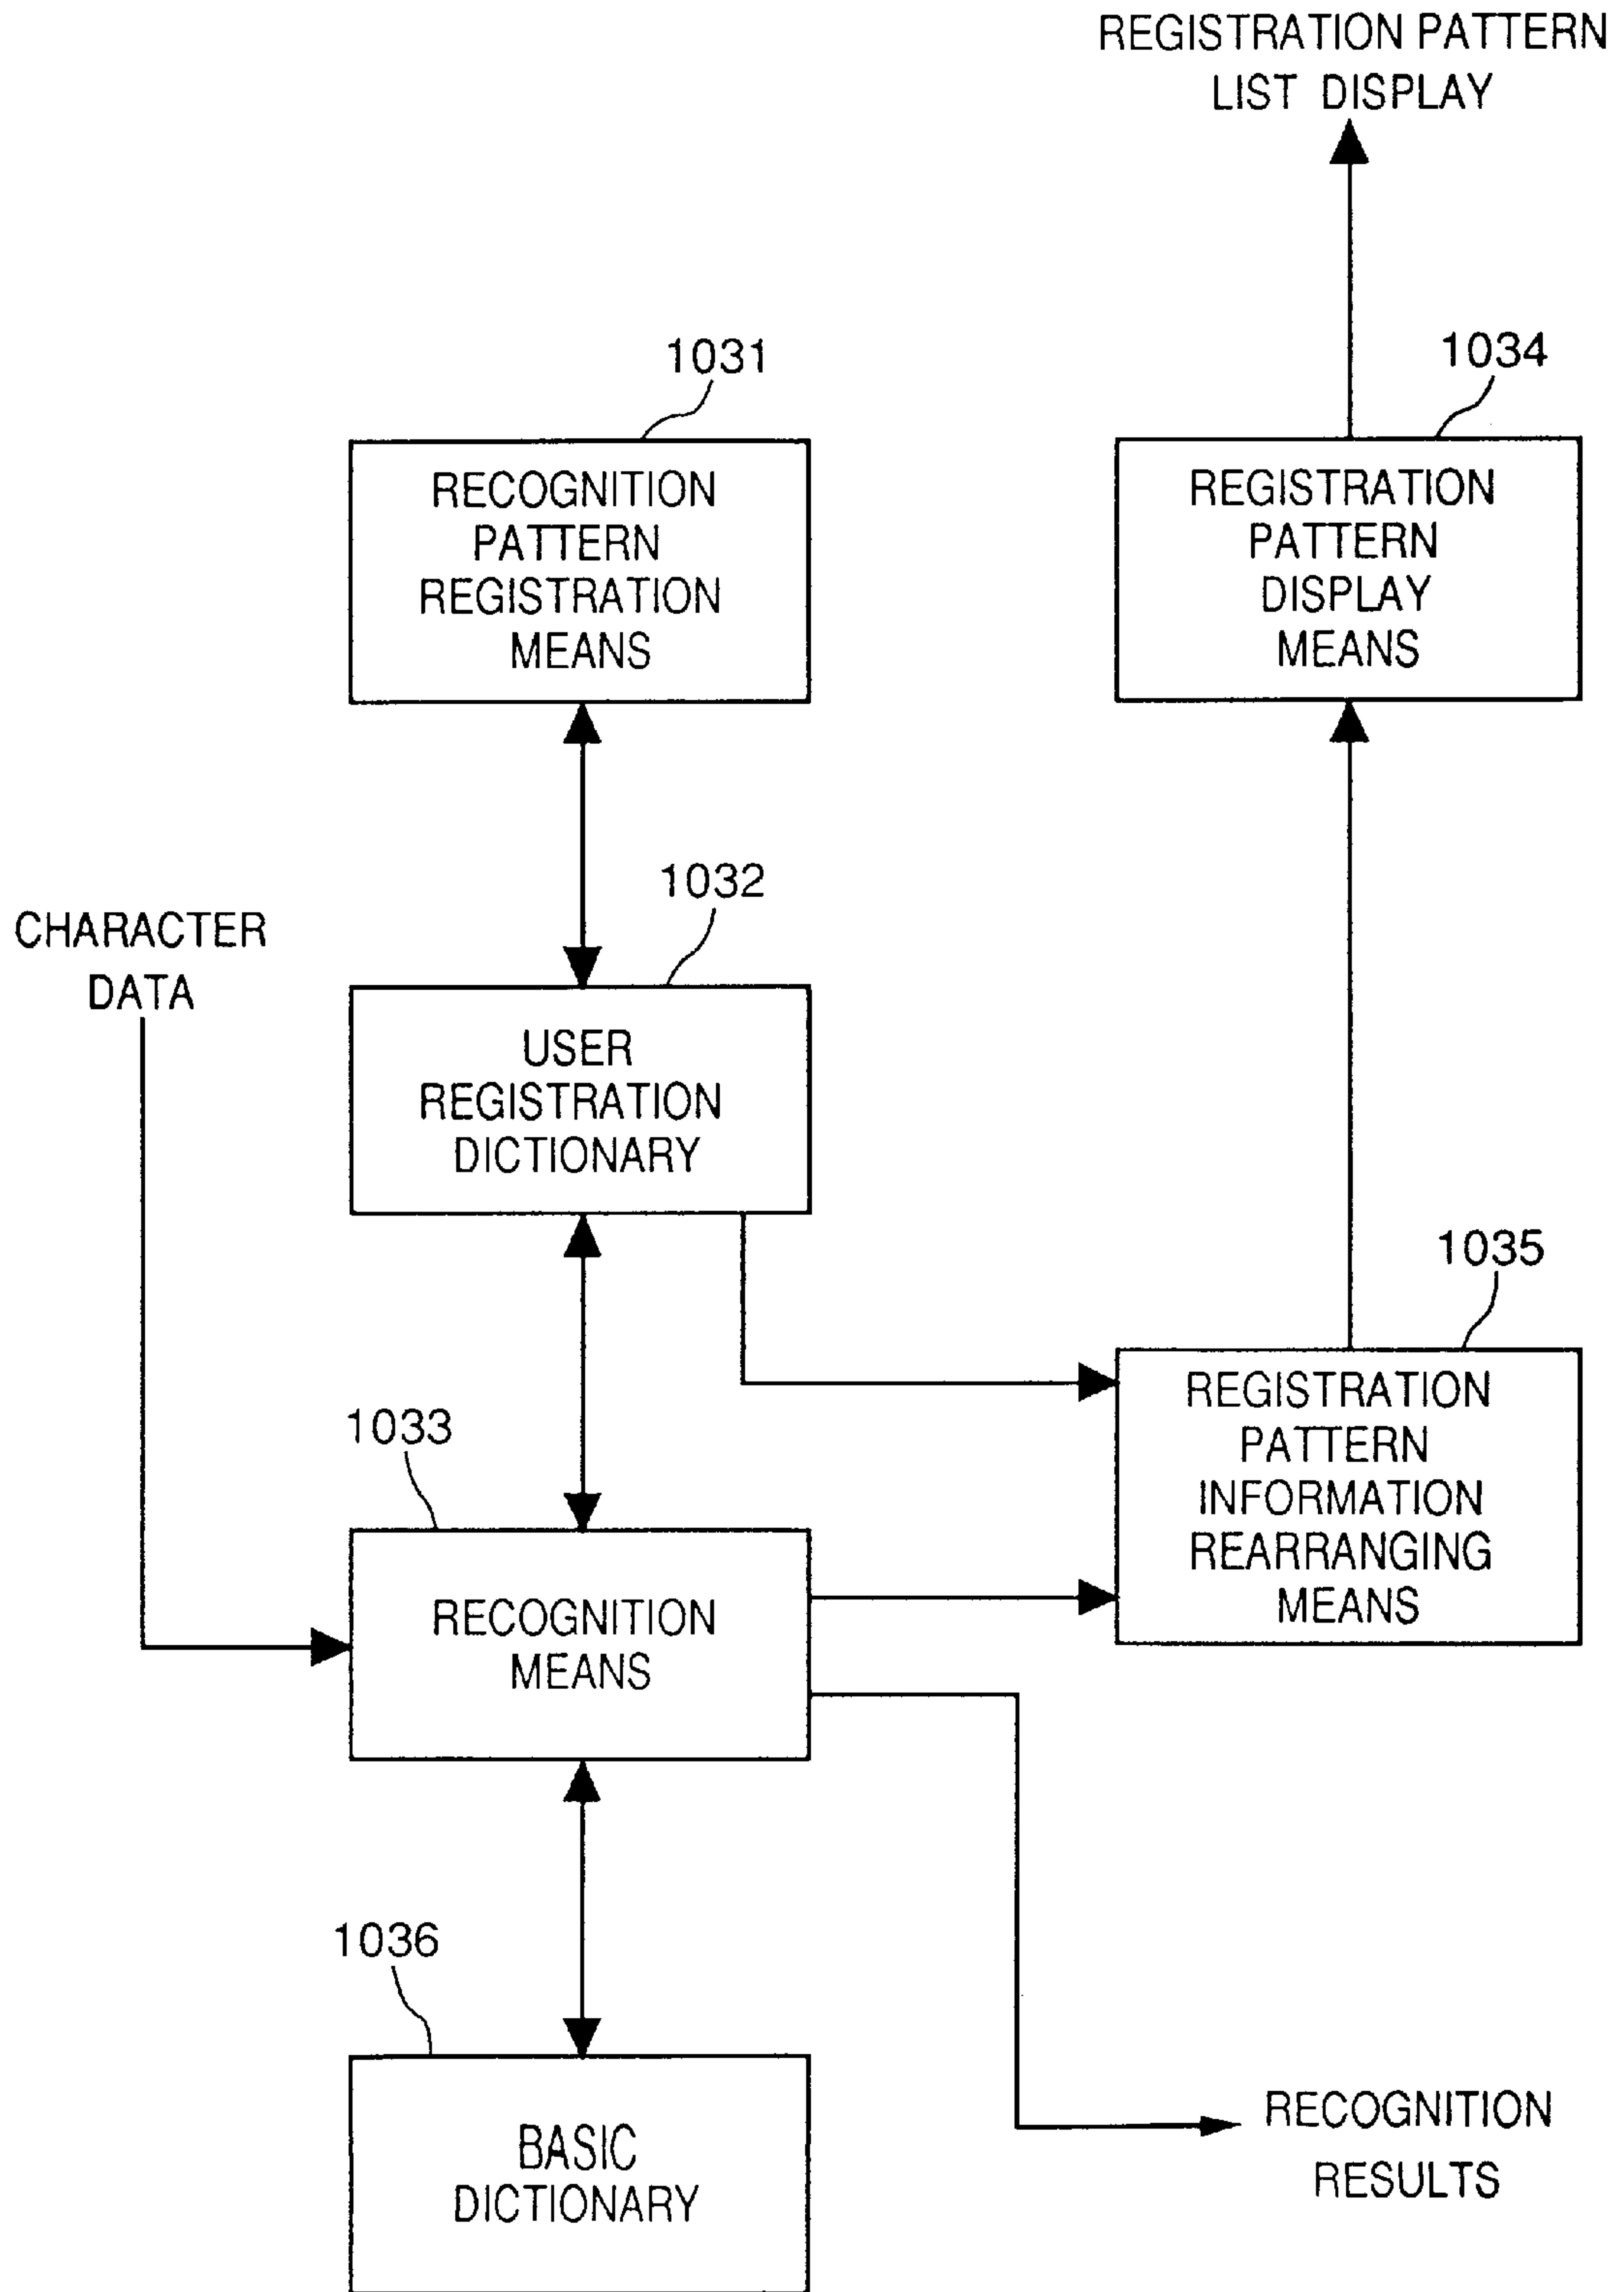 REGISTRATION PATTERN
LIST DISPLAY
1031
RECOGNITION
PATTERN
REGISTRATION
MEANS
1034
REGISTRATION
PATTERN
DISPLAY
MEANS
CHARACTER
DATA
1032
USER
REGISTRATION
DICTIONARY
1035
REGISTRATION
PATTERN
INFORMATION
REARRANGING
MEANS
1033
RECOGNITION
MEANS
1036
BASIC
DICTIONARY
RECOGNITION
RESULTS